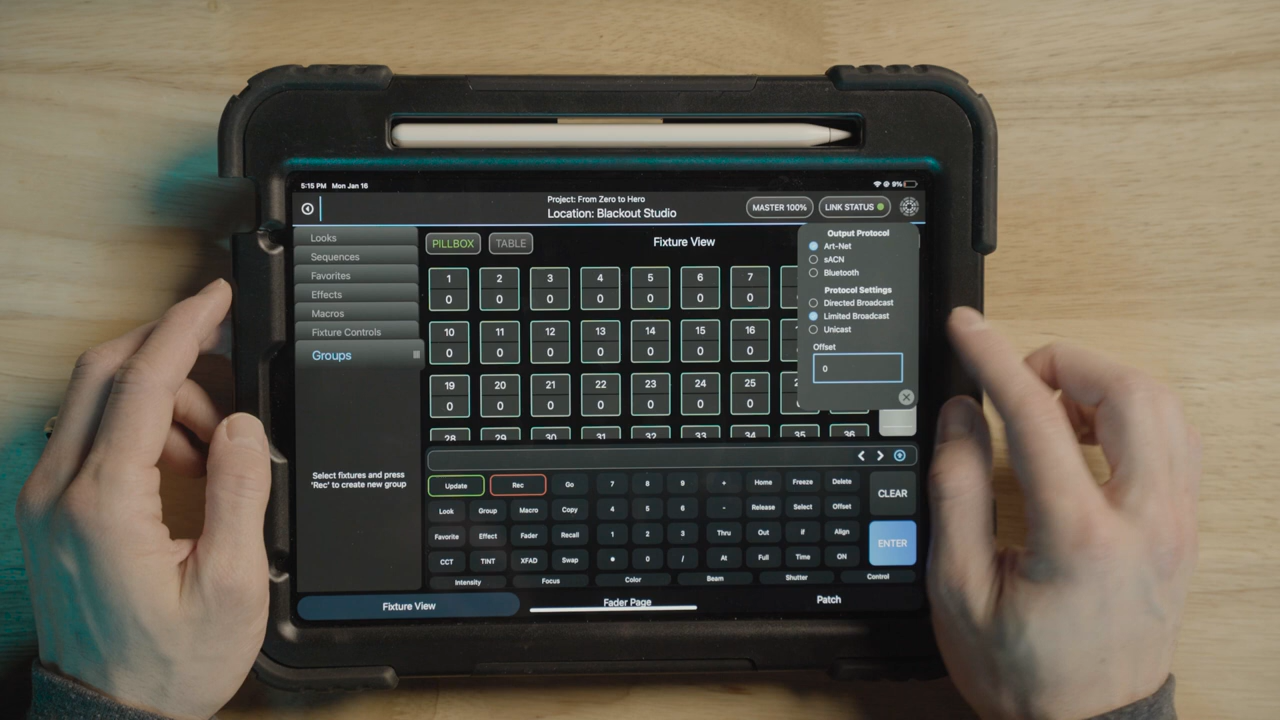 5:15 PM Mon Jan 16
9%
Project: From Zero to Hero
Location: Blackout Studio
MASTER 100%
LINK STATUS
Looks
Sequences
Favorites
Effects
Macros
Fixture Controls
Groups
Select fixtures and press
'Rec' to create new group
PILLBOX TABLE
Fixture View
1 2 3 4 5 6 7
0 0 0 0 0 0 0
10 11 12 13 14 15 16
0 0 0 0 0 0 0
19 20 21 22 23 24 25
0 0 0 0 0 0 0
28 29 30 31 32 33 34 35 36
Output Protocol
Art-Net
sACN
Bluetooth
Protocol Settings
Directed Broadcast
Limited Broadcast
Unicast
Offset
0
Update Rec Go 7 8 9 + Home Freeze Delete
Look Group Macro Copy 4 5 6 - Release Select Offset
CLEAR
Favorite Effect Fader Recall 1 2 3 Thru Out if Align
ENTER
CCT TINT XFAD Swap • 0 / At Full Time ON
Intensity Focus Color Beam Shutter Control
Fixture View Fader Page Patch